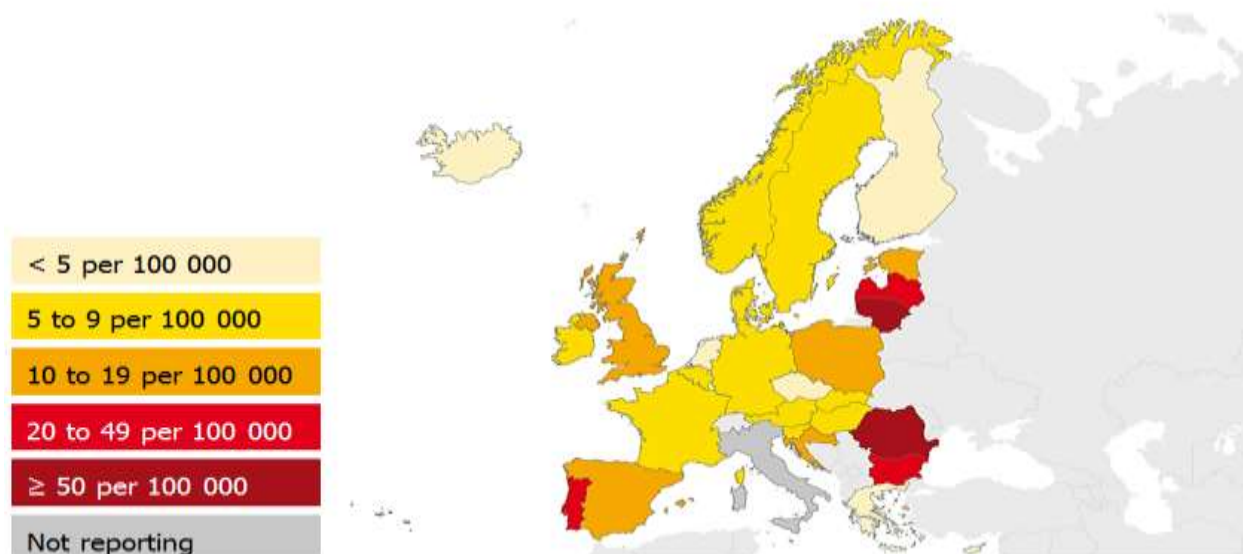 < 5 per 100 000
5 to 9 per 100 000
10 to 19 per 100 000
20 to 49 per 100 000
≥ 50 per 100 000
Not reporting